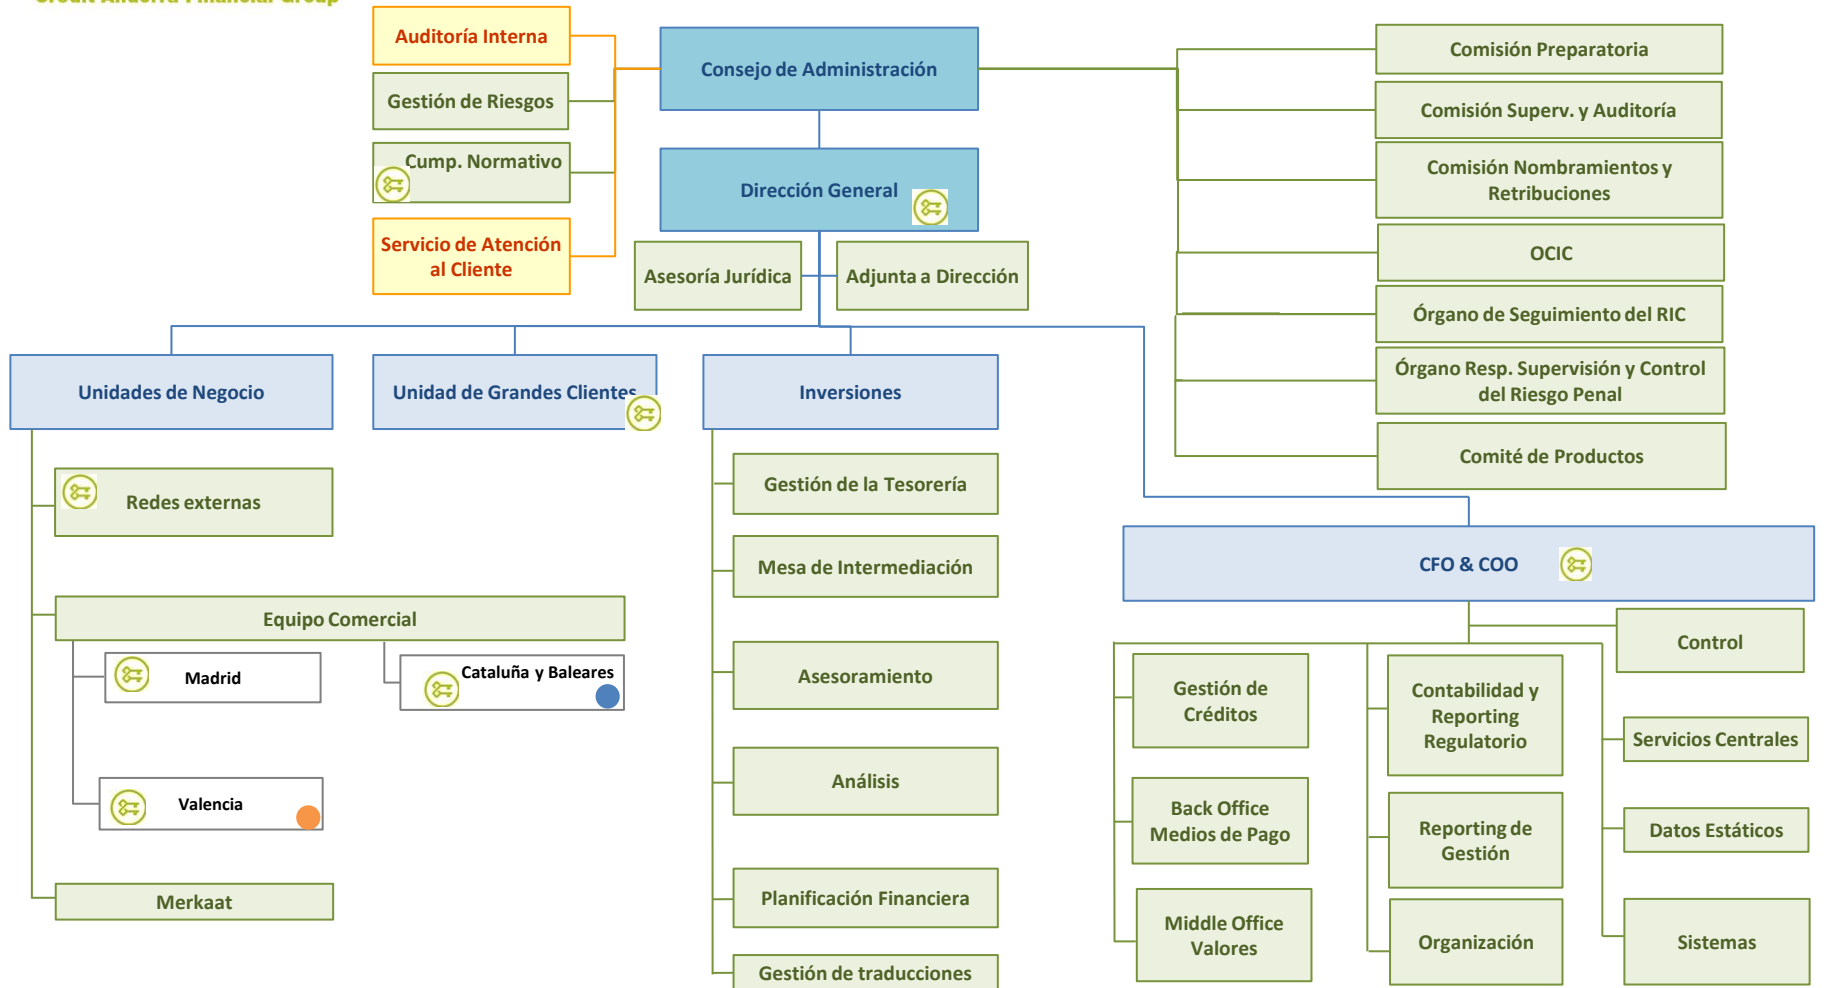 Auditoría Interna
Gestión de Riesgos
Cump. Normativo
Servicio de Atención
al Cliente
Consejo de Administración
Dirección General
Asesoría Jurídica
Adjunta a Dirección
Comisión Preparatoria
Comisión Superv. y Auditoría
Comisión Nombramientos y
Retribuciones
OCIC
Órgano de Seguimiento del RIC
Órgano Resp. Supervisión y Control
del Riesgo Penal
Comité de Productos
Unidades de Negocio
Unidad de Grandes Clientes
Inversiones
Redes externas
Equipo Comercial
Madrid
Cataluña y Baleares
Valencia
Merkaat
Gestión de la Tesorería
Mesa de Intermediación
Asesoramiento
Análisis
Planificación Financiera
Gestión de traducciones
CFO & COO
Control
Gestión de
Créditos
Contabilidad y
Reporting
Regulatorio
Servicios Centrales
Back Office
Medios de Pago
Reporting de
Gestión
Datos Estáticos
Middle Office
Valores
Organización
Sistemas